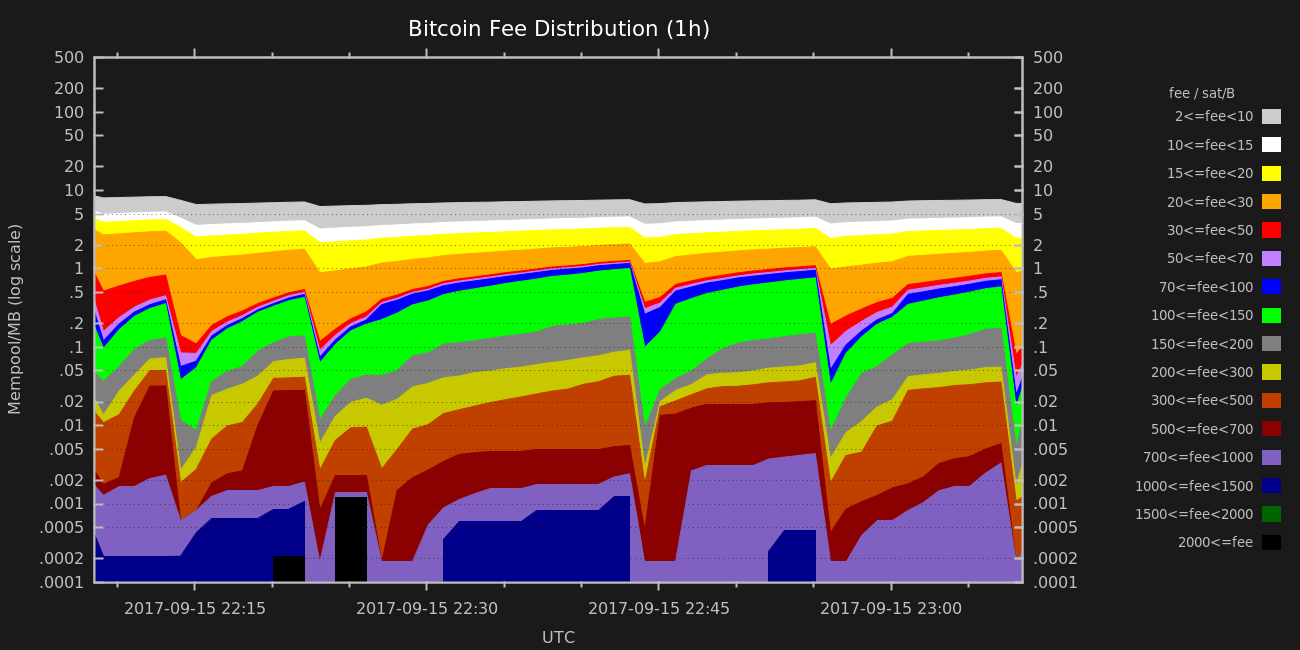 Bitcoin Fee Distribution (1h)
500
200
100
50
20
10
5
2
1
.5
.2
.1
.05
.02
.01
.005
.002
.001
.0005
.0002
.0001
Mempool/MB (log scale)
500
200
100
50
20
10
5
2
1
.5
.2
.1
.05
.02
.01
.005
.002
.001
.0005
.0002
.0001
2017-09-15 22:15
2017-09-15 22:30
2017-09-15 22:45
2017-09-15 23:00
UTC
fee / sat/B
2<=fee<10
10<=fee<15
15<=fee<20
20<=fee<30
30<=fee<50
50<=fee<70
70<=fee<100
100<=fee<150
150<=fee<200
200<=fee<300
300<=fee<500
500<=fee<700
700<=fee<1000
1000<=fee<1500
1500<=fee<2000
2000<=fee